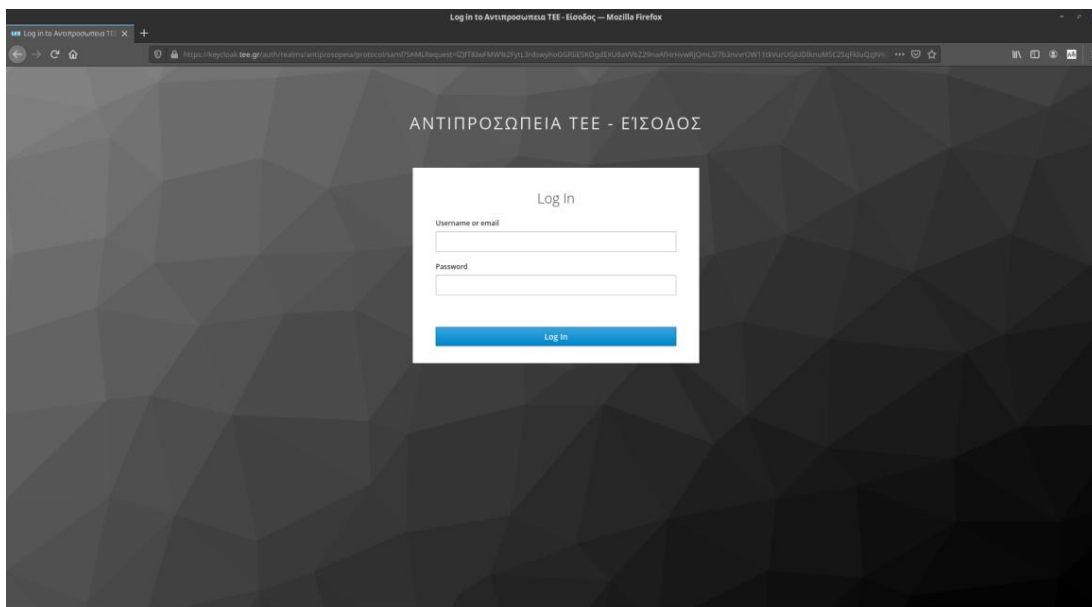 Log in to Αντιπροσωπεια ΤΕΕ - Είσοδος — Mozilla Firefox
Log in to Αντιπροσωπεια ΤΕΕ
ΑΝΤΙΠΡΟΣΩΠΕΙΑ ΤΕΕ - ΕΊΣΟΔΟΣ
Log In
Username or email
Password
Log In